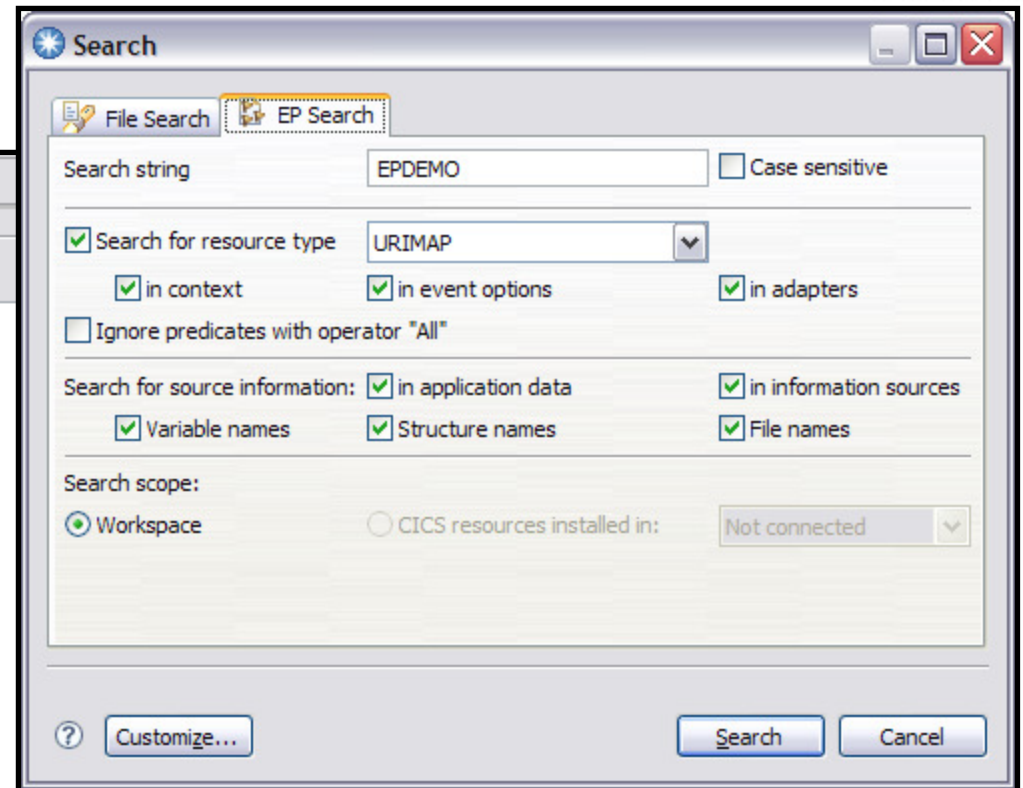 Search
File Search EP Search
Search string EPDEMO Case sensitive
Search for resource type URIMAP
in context in event options in adapters
Ignore predicates with operator "All"
Search for source information: in application data in information sources
Variable names Structure names File names
Search scope:
Workspace CICS resources installed in: Not connected
? Customize... Search Cancel